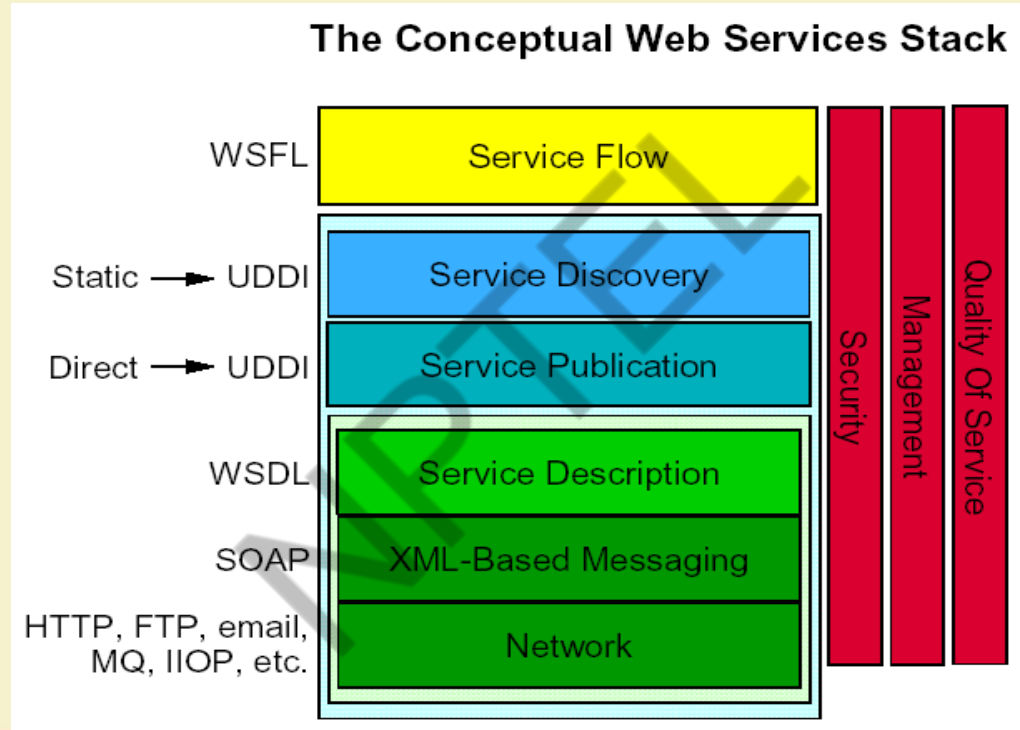 The Conceptual Web Services Stack
WSFL
Service Flow
Static → UDDI
Service Discovery
Direct → UDDI
Service Publication
WSDL
Service Description
SOAP
XML-Based Messaging
HTTP, FTP, email,
MQ, IIOP, etc.
Network
Security
Management
Quality Of Service
NPTEL